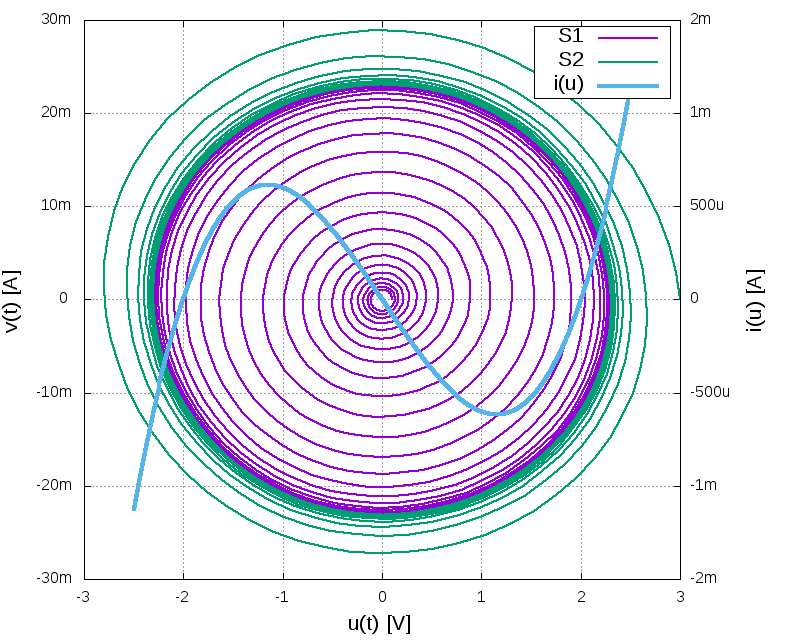 30m
20m
10m
0
-10m
-20m
-30m
v(t) [A]
2m
1m
500u
0
-500u
-1m
-2m
i(u) [A]
S1
S2
i(u)
-3
-2
-1
0
1
2
3
u(t) [V]